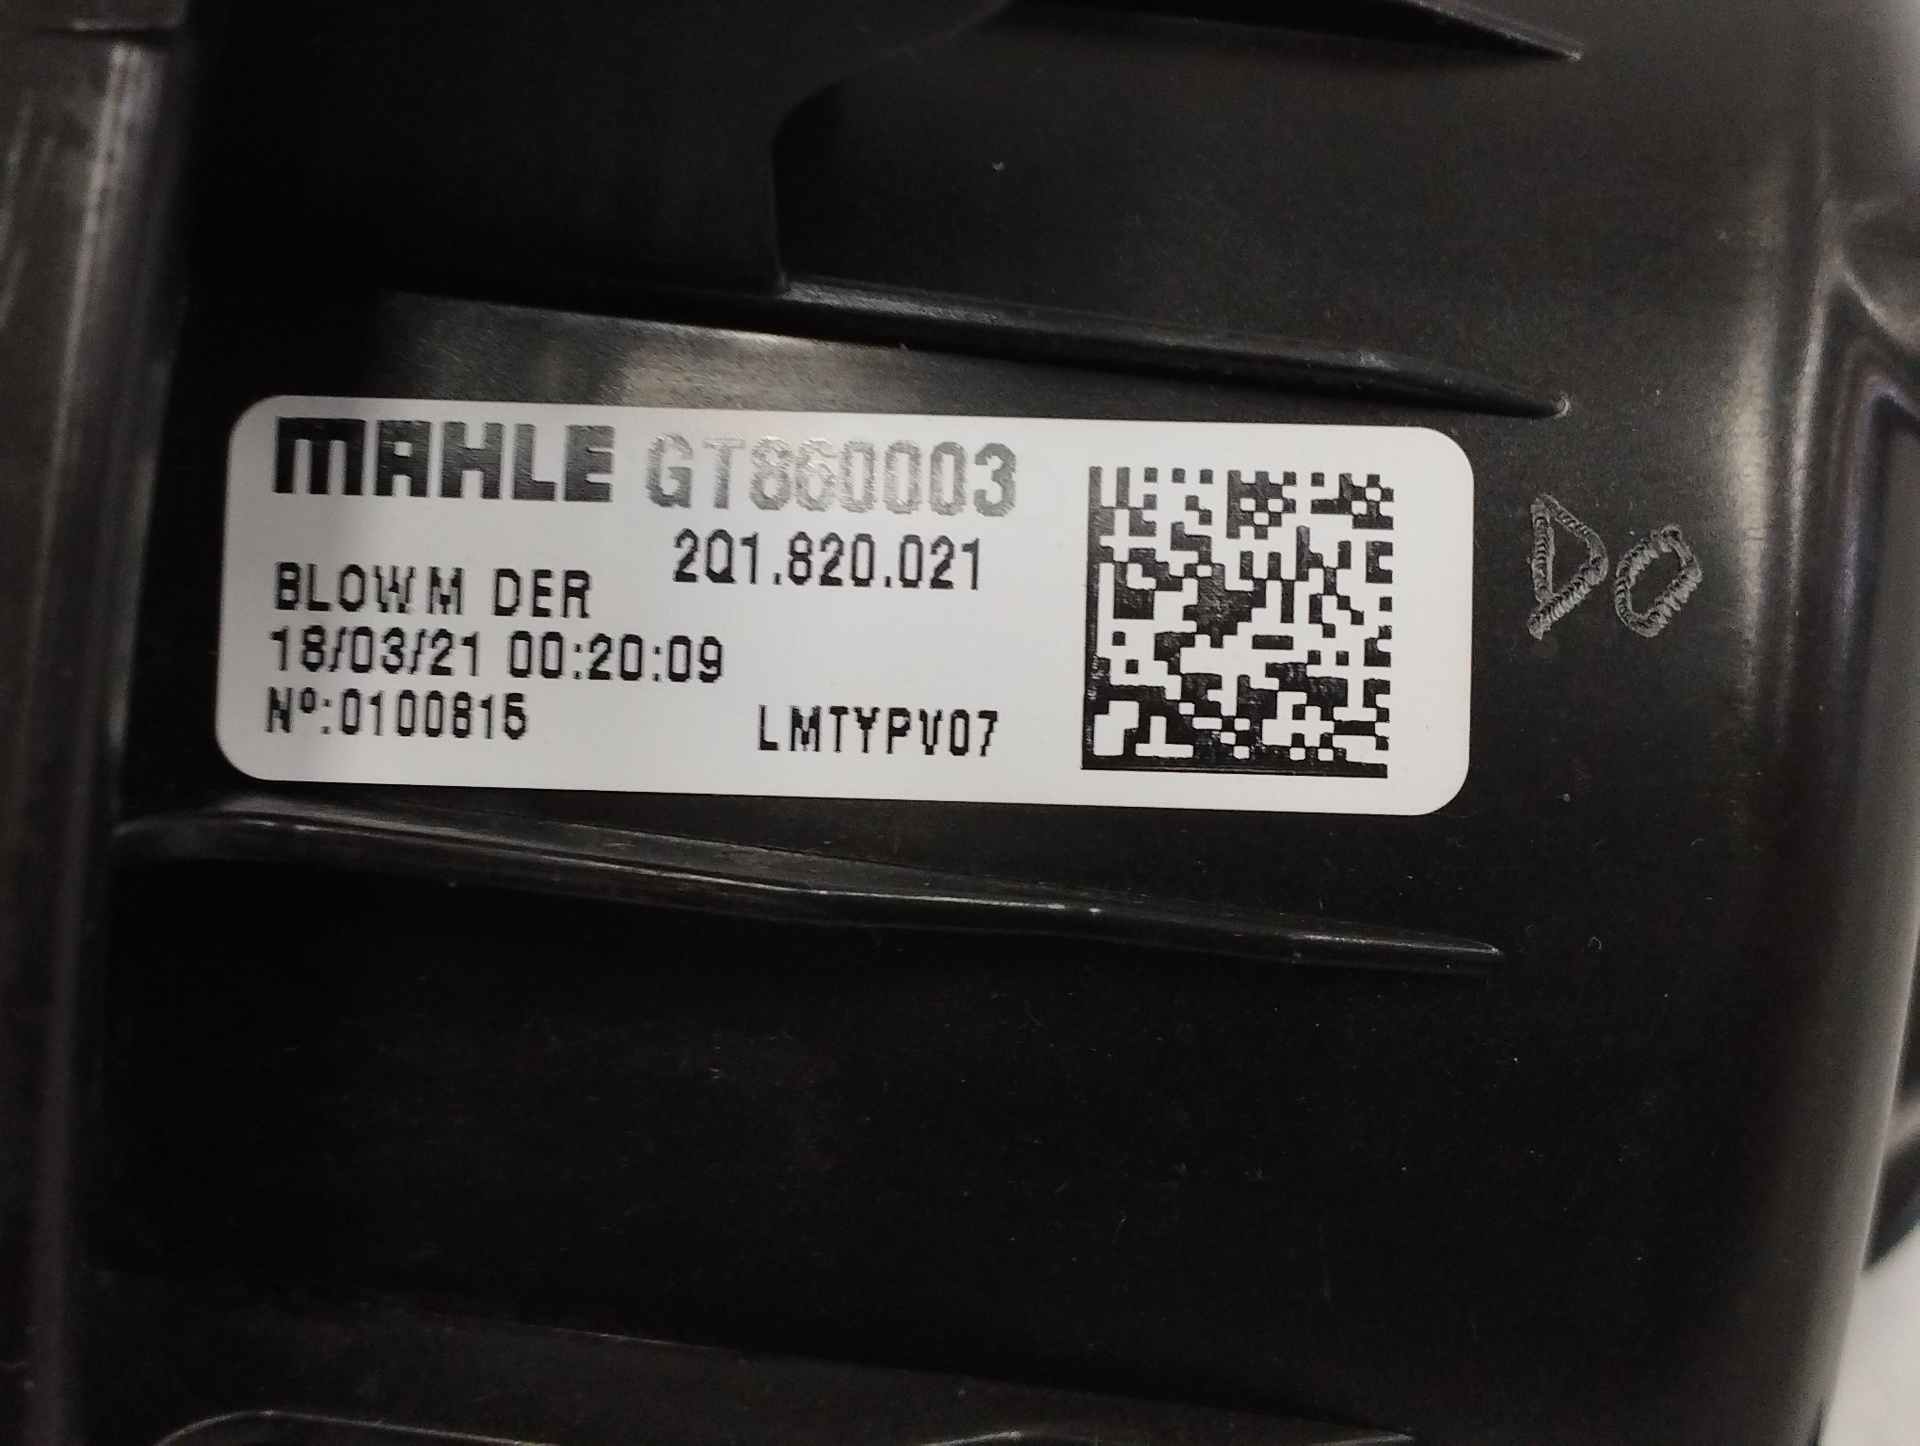 MAHLE GT860003
2Q1.820.021
BLOWM DER
18/03/21 00:20:09
Nº:0100815
LMTYPV07
DO